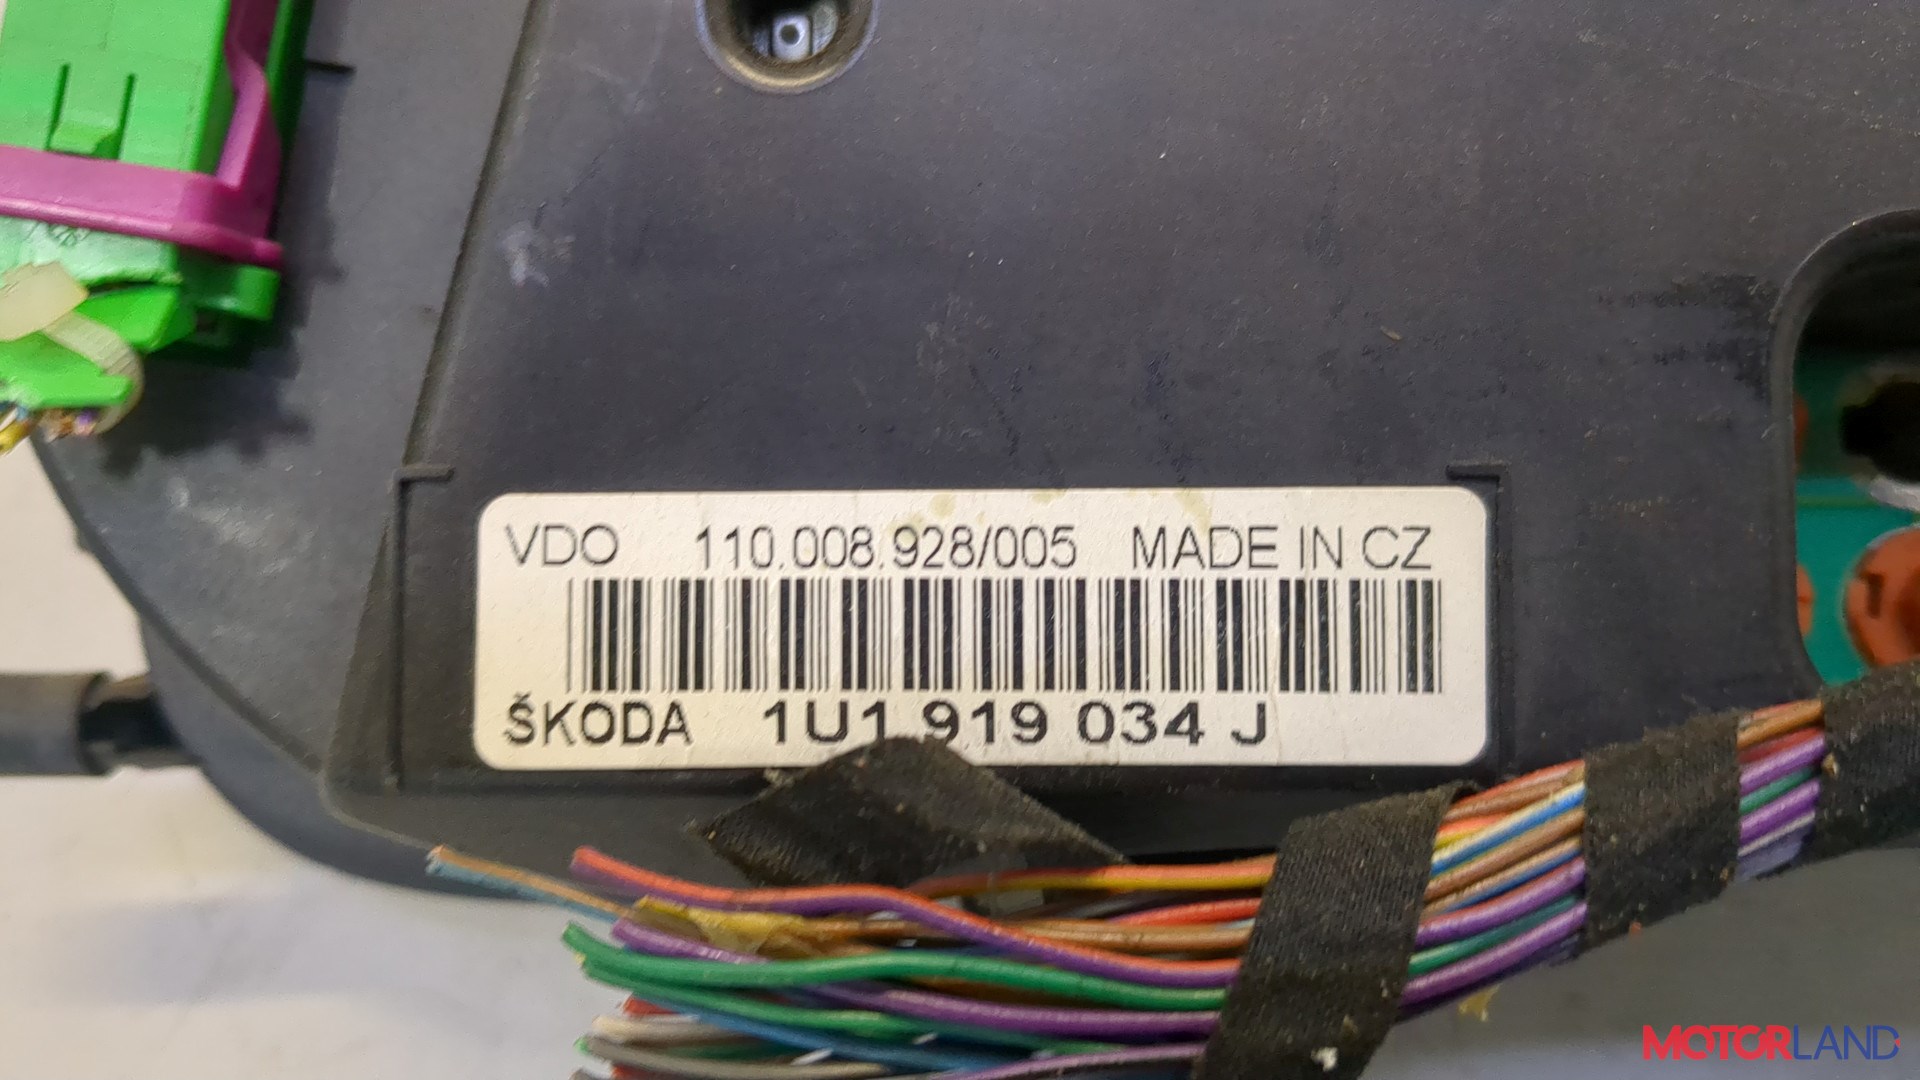 VDO 110.008.928/005 MADE IN CZ
ŠKODA 1U1 919 034 J
MOTORLAND